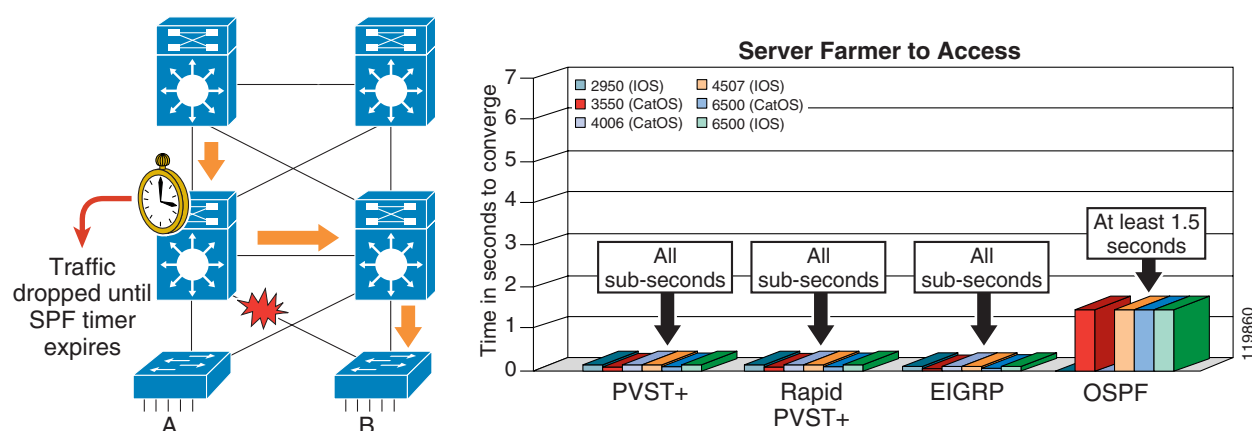 Traffic
dropped until
SPF timer
expires
A
B
Server Farmer to Access
Time in seconds to converge
7
6
5
4
3
2
1
0
2950 (IOS)
3550 (CatOS)
4006 (CatOS)
4507 (IOS)
6500 (CatOS)
6500 (IOS)
All
sub-seconds
All
sub-seconds
All
sub-seconds
At least 1.5
seconds
PVST+
Rapid
PVST+
EIGRP
OSPF
119860